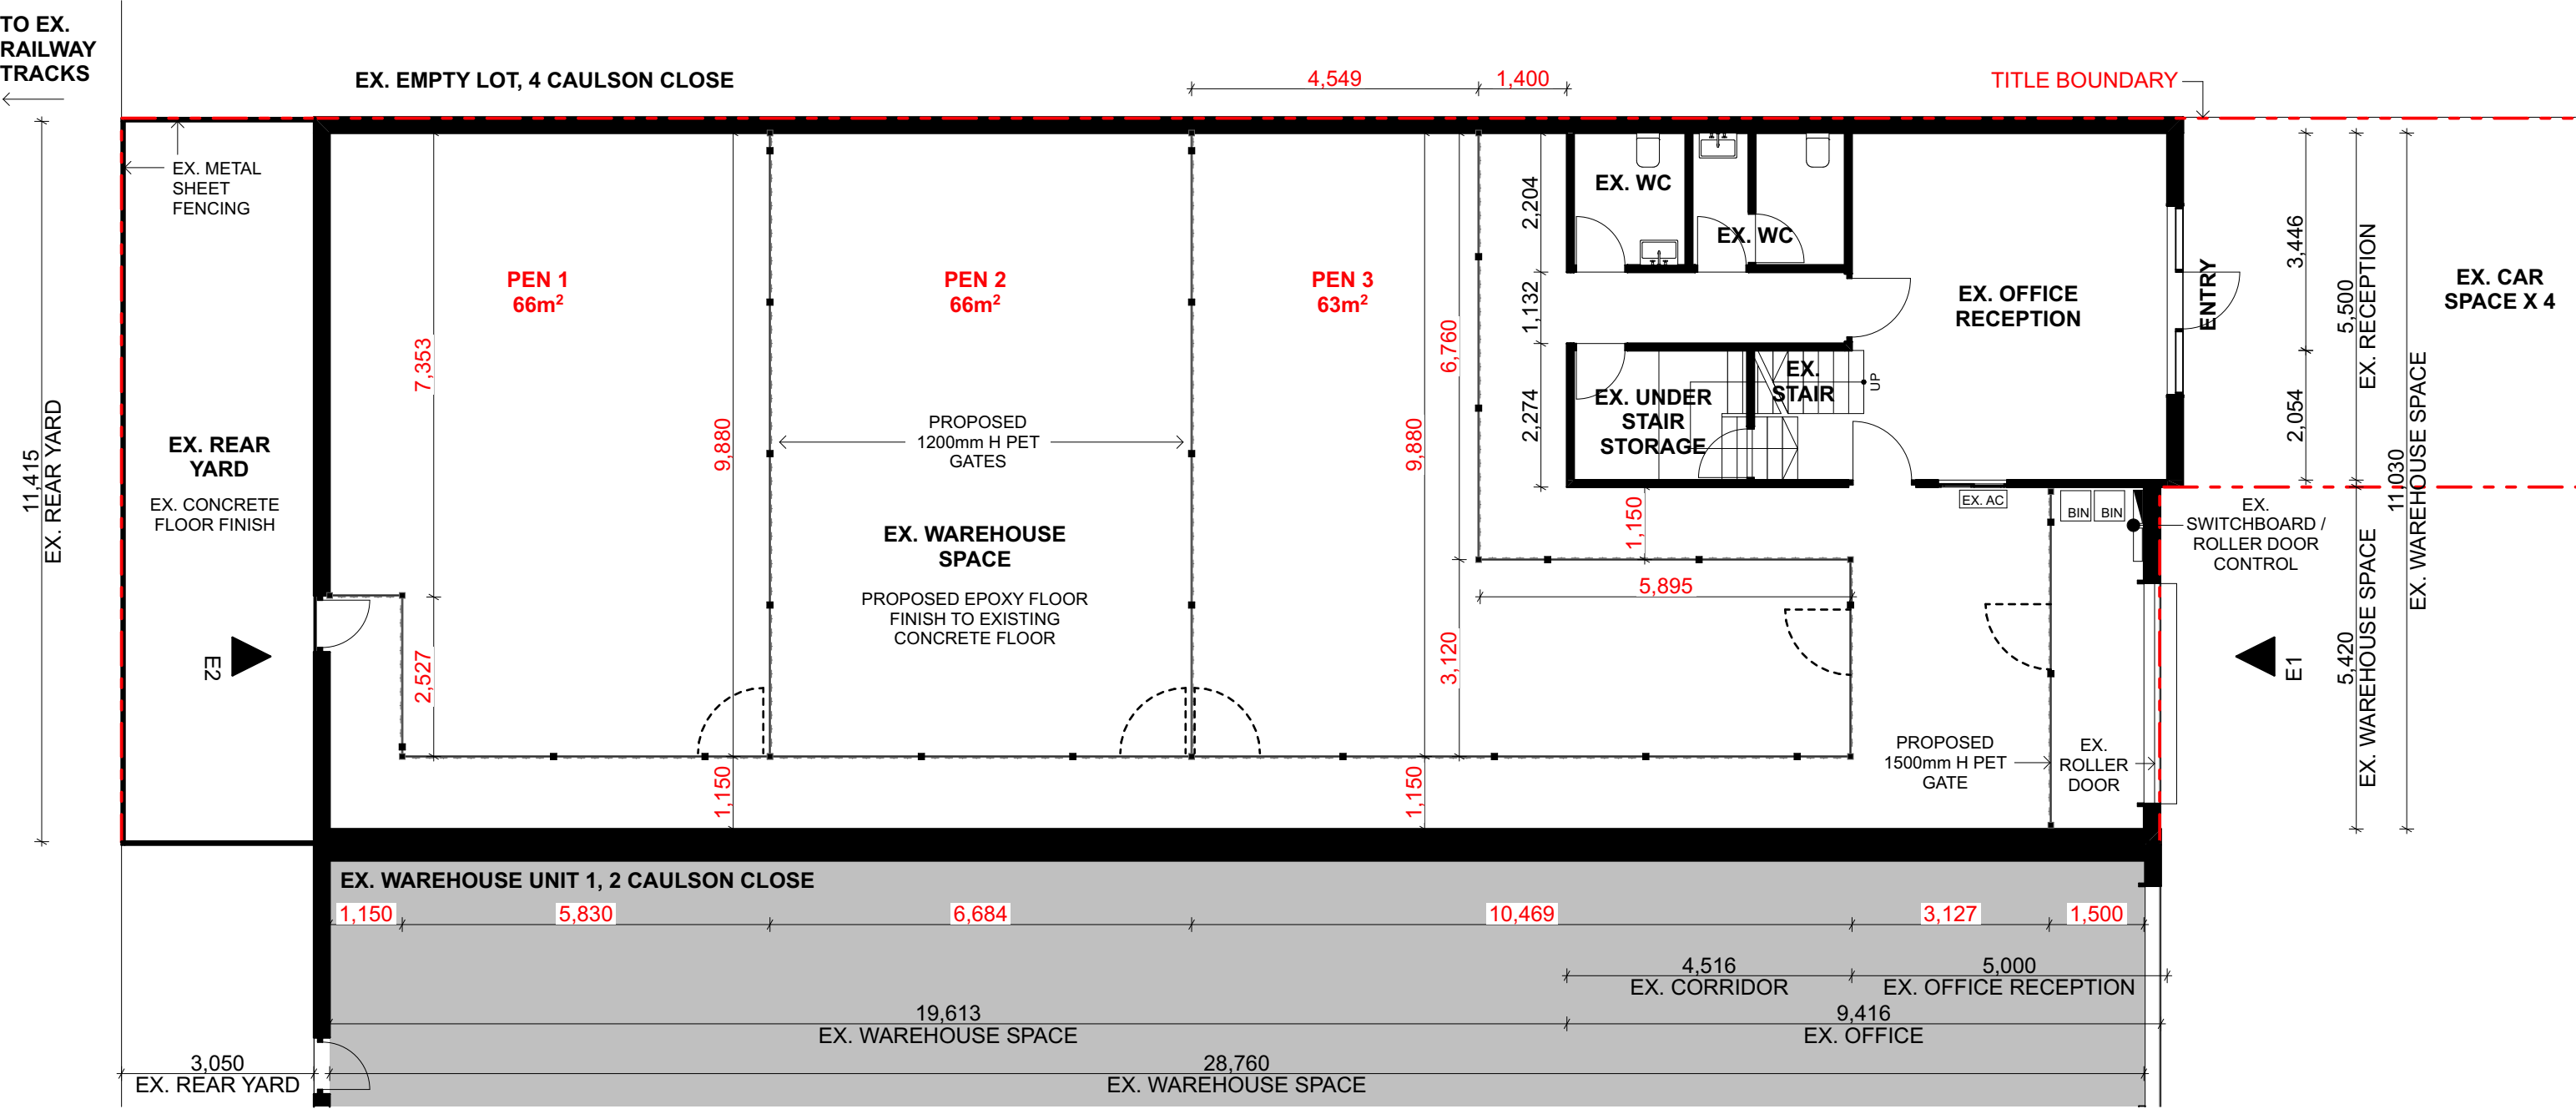 TO EX.
RAILWAY
TRACKS
EX. EMPTY LOT, 4 CAULSON CLOSE
4,549
1,400
TITLE BOUNDARY
EX. METAL
SHEET
FENCING
11,415
EX. REAR YARD
EX. REAR
YARD
EX. CONCRETE
FLOOR FINISH
E2
PEN 1
66m²
7,353
2,527
9,880
1,150
PEN 2
66m²
PROPOSED
1200mm H PET
GATES
EX. WAREHOUSE
SPACE
PROPOSED EPOXY FLOOR
FINISH TO EXISTING
CONCRETE FLOOR
PEN 3
63m²
9,880
1,150
6,760
3,120
2,204
1,132
2,274
1,150
5,895
EX. WC
EX. WC
EX. UNDER
STAIR
STORAGE
EX.
STAIR
UP
EX. OFFICE
RECEPTION
ENTRY
EX. AC
BIN
BIN
EX.
SWITCHBOARD /
ROLLER DOOR
CONTROL
PROPOSED
1500mm H PET
GATE
EX.
ROLLER
DOOR
E1
3,446
2,054
5,500
EX. RECEPTION
5,420
EX. WAREHOUSE SPACE
11,030
EX. WAREHOUSE SPACE
EX. CAR
SPACE X 4
EX. WAREHOUSE UNIT 1, 2 CAULSON CLOSE
1,150
5,830
6,684
10,469
3,127
1,500
4,516
EX. CORRIDOR
5,000
EX. OFFICE RECEPTION
19,613
EX. WAREHOUSE SPACE
9,416
EX. OFFICE
3,050
EX. REAR YARD
28,760
EX. WAREHOUSE SPACE